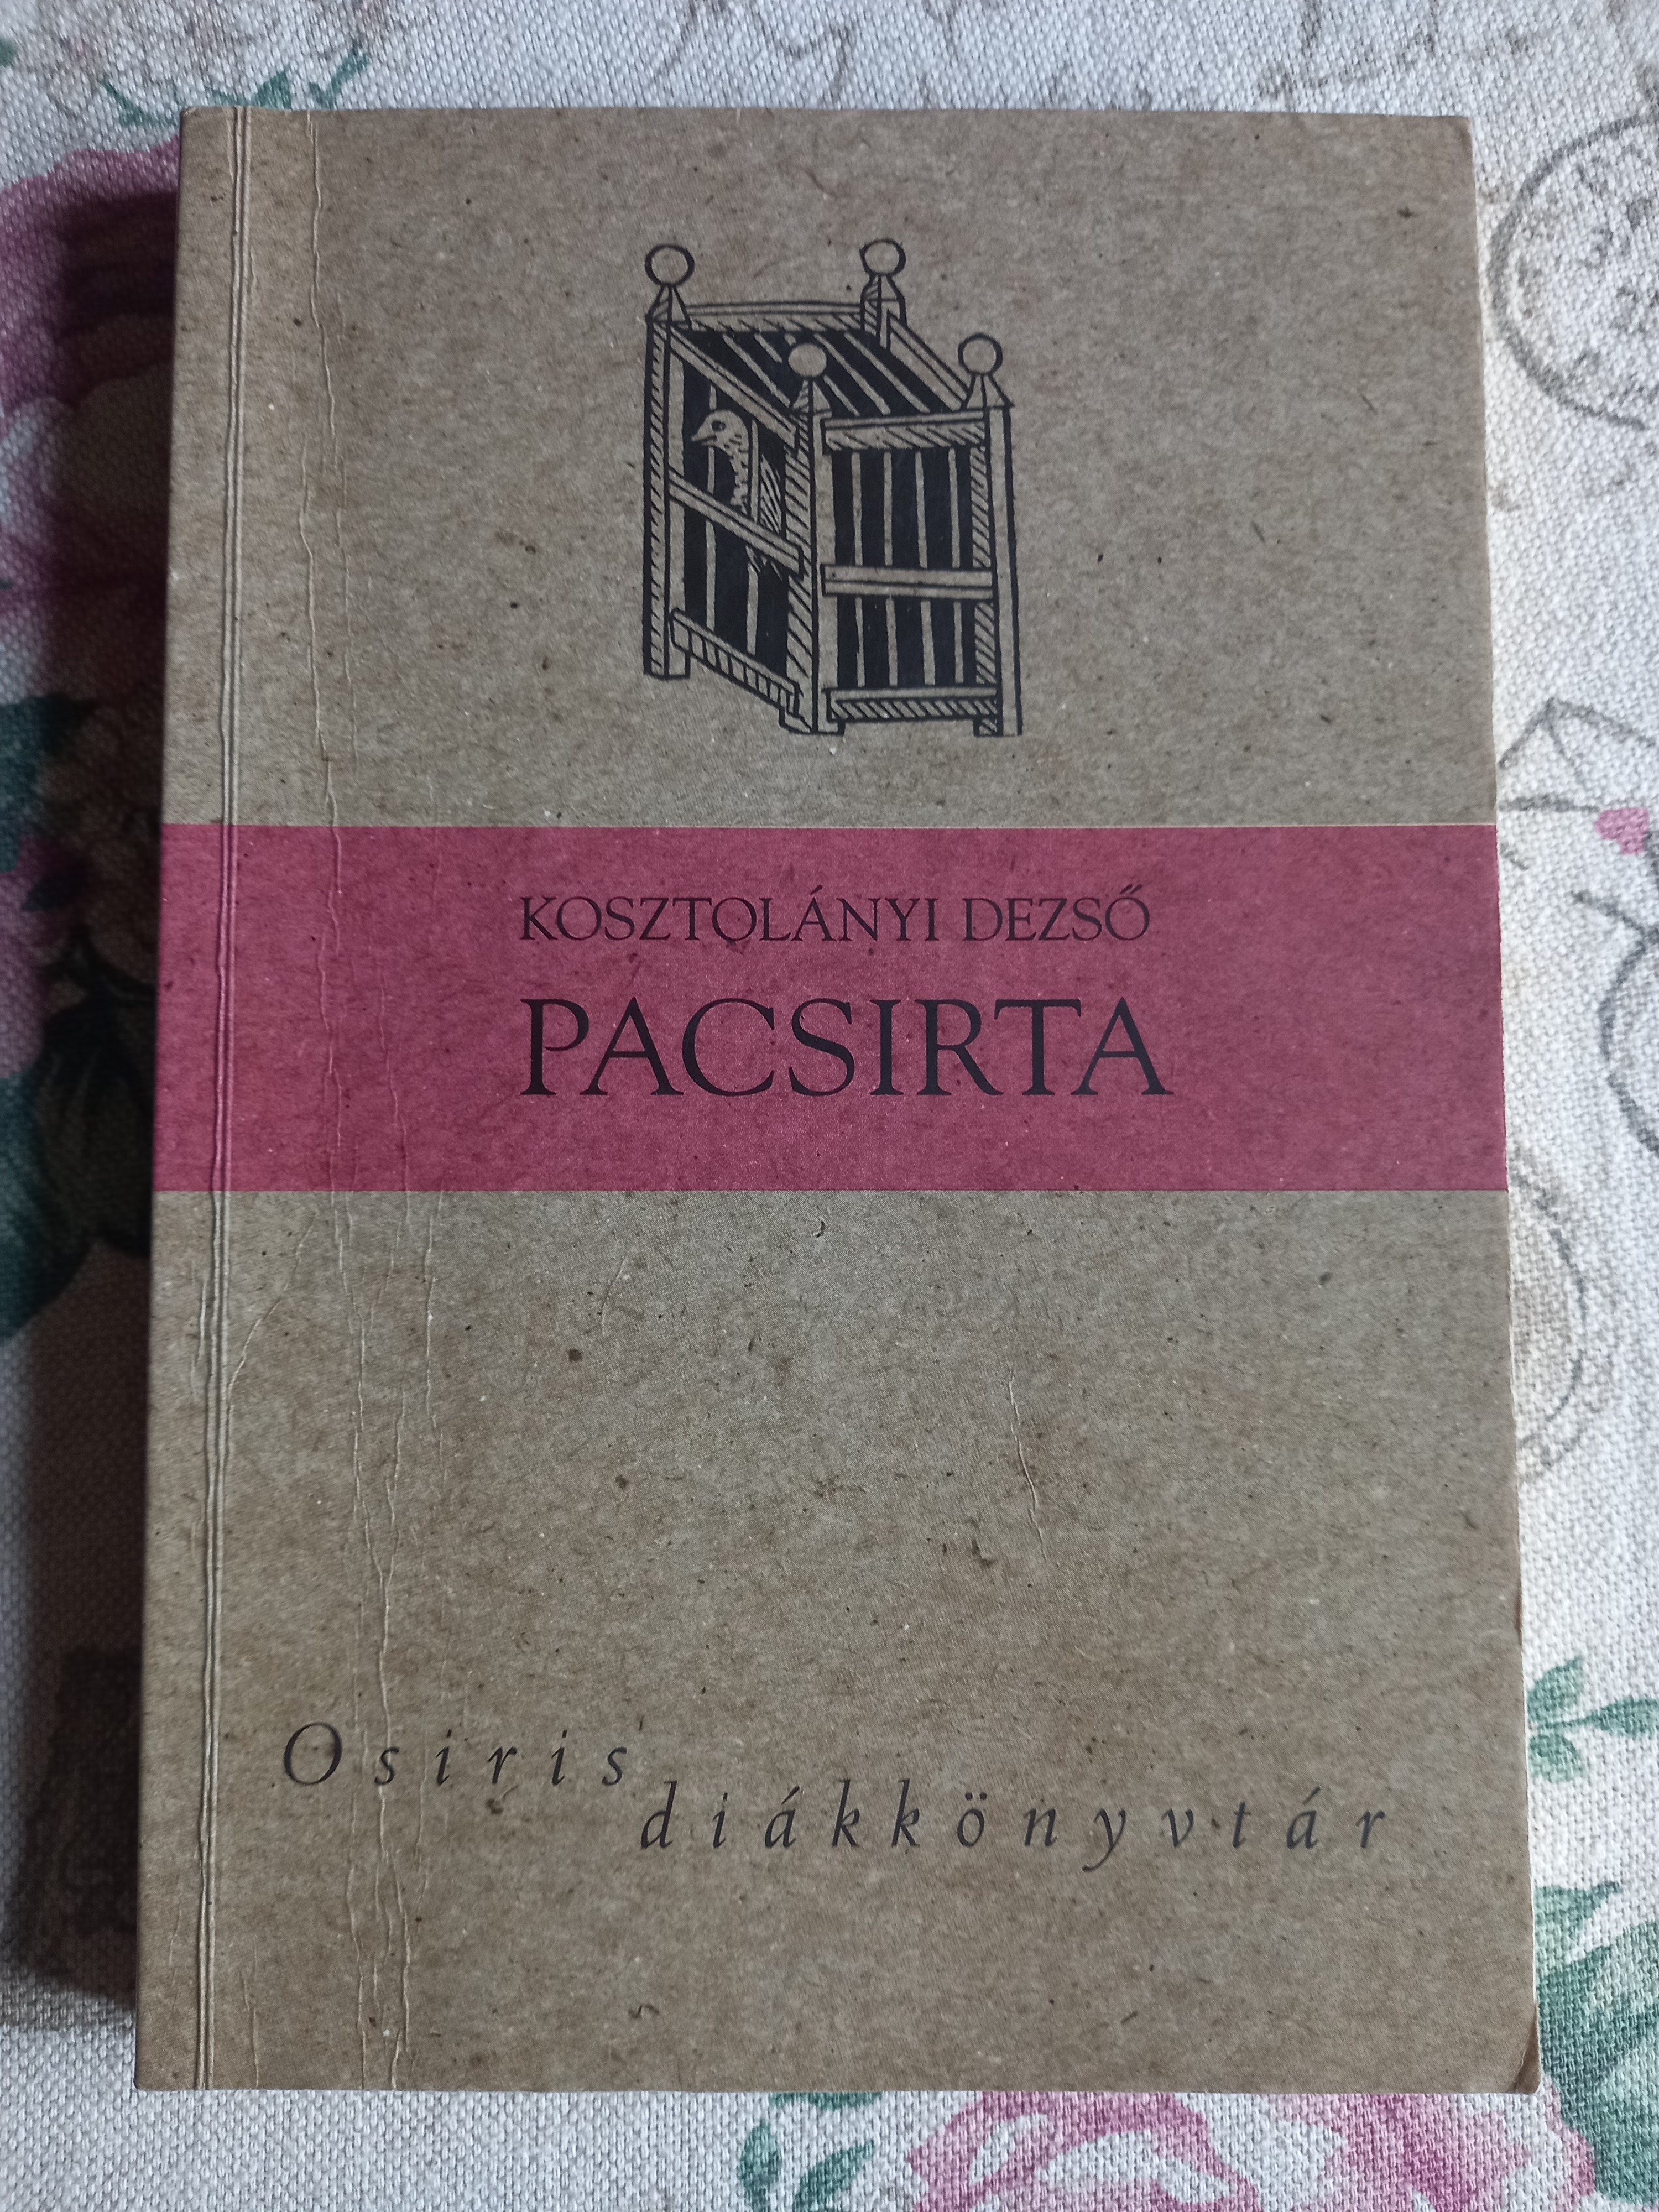 KOSZTOLÁNYI DEZSŐ
PACSIRTA
Osiris
diákkönyvtár